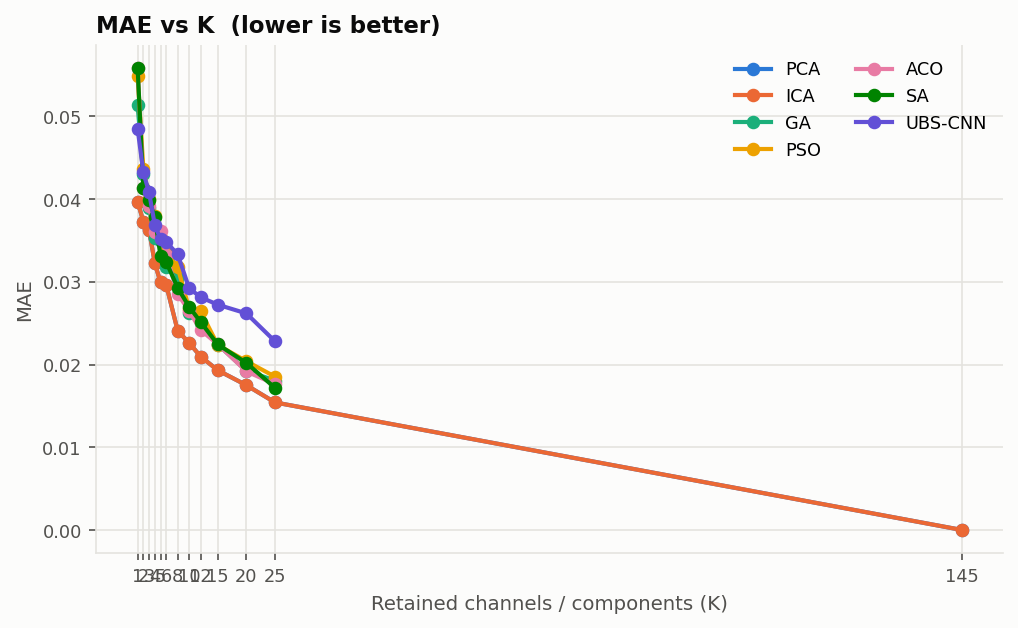 MAE vs K  (lower is better)
PCA
ICA
GA
PSO
ACO
SA
UBS-CNN
0.05
0.04
0.03
0.02
0.01
0.00
MAE
15 20 25 145
Retained channels / components (K)